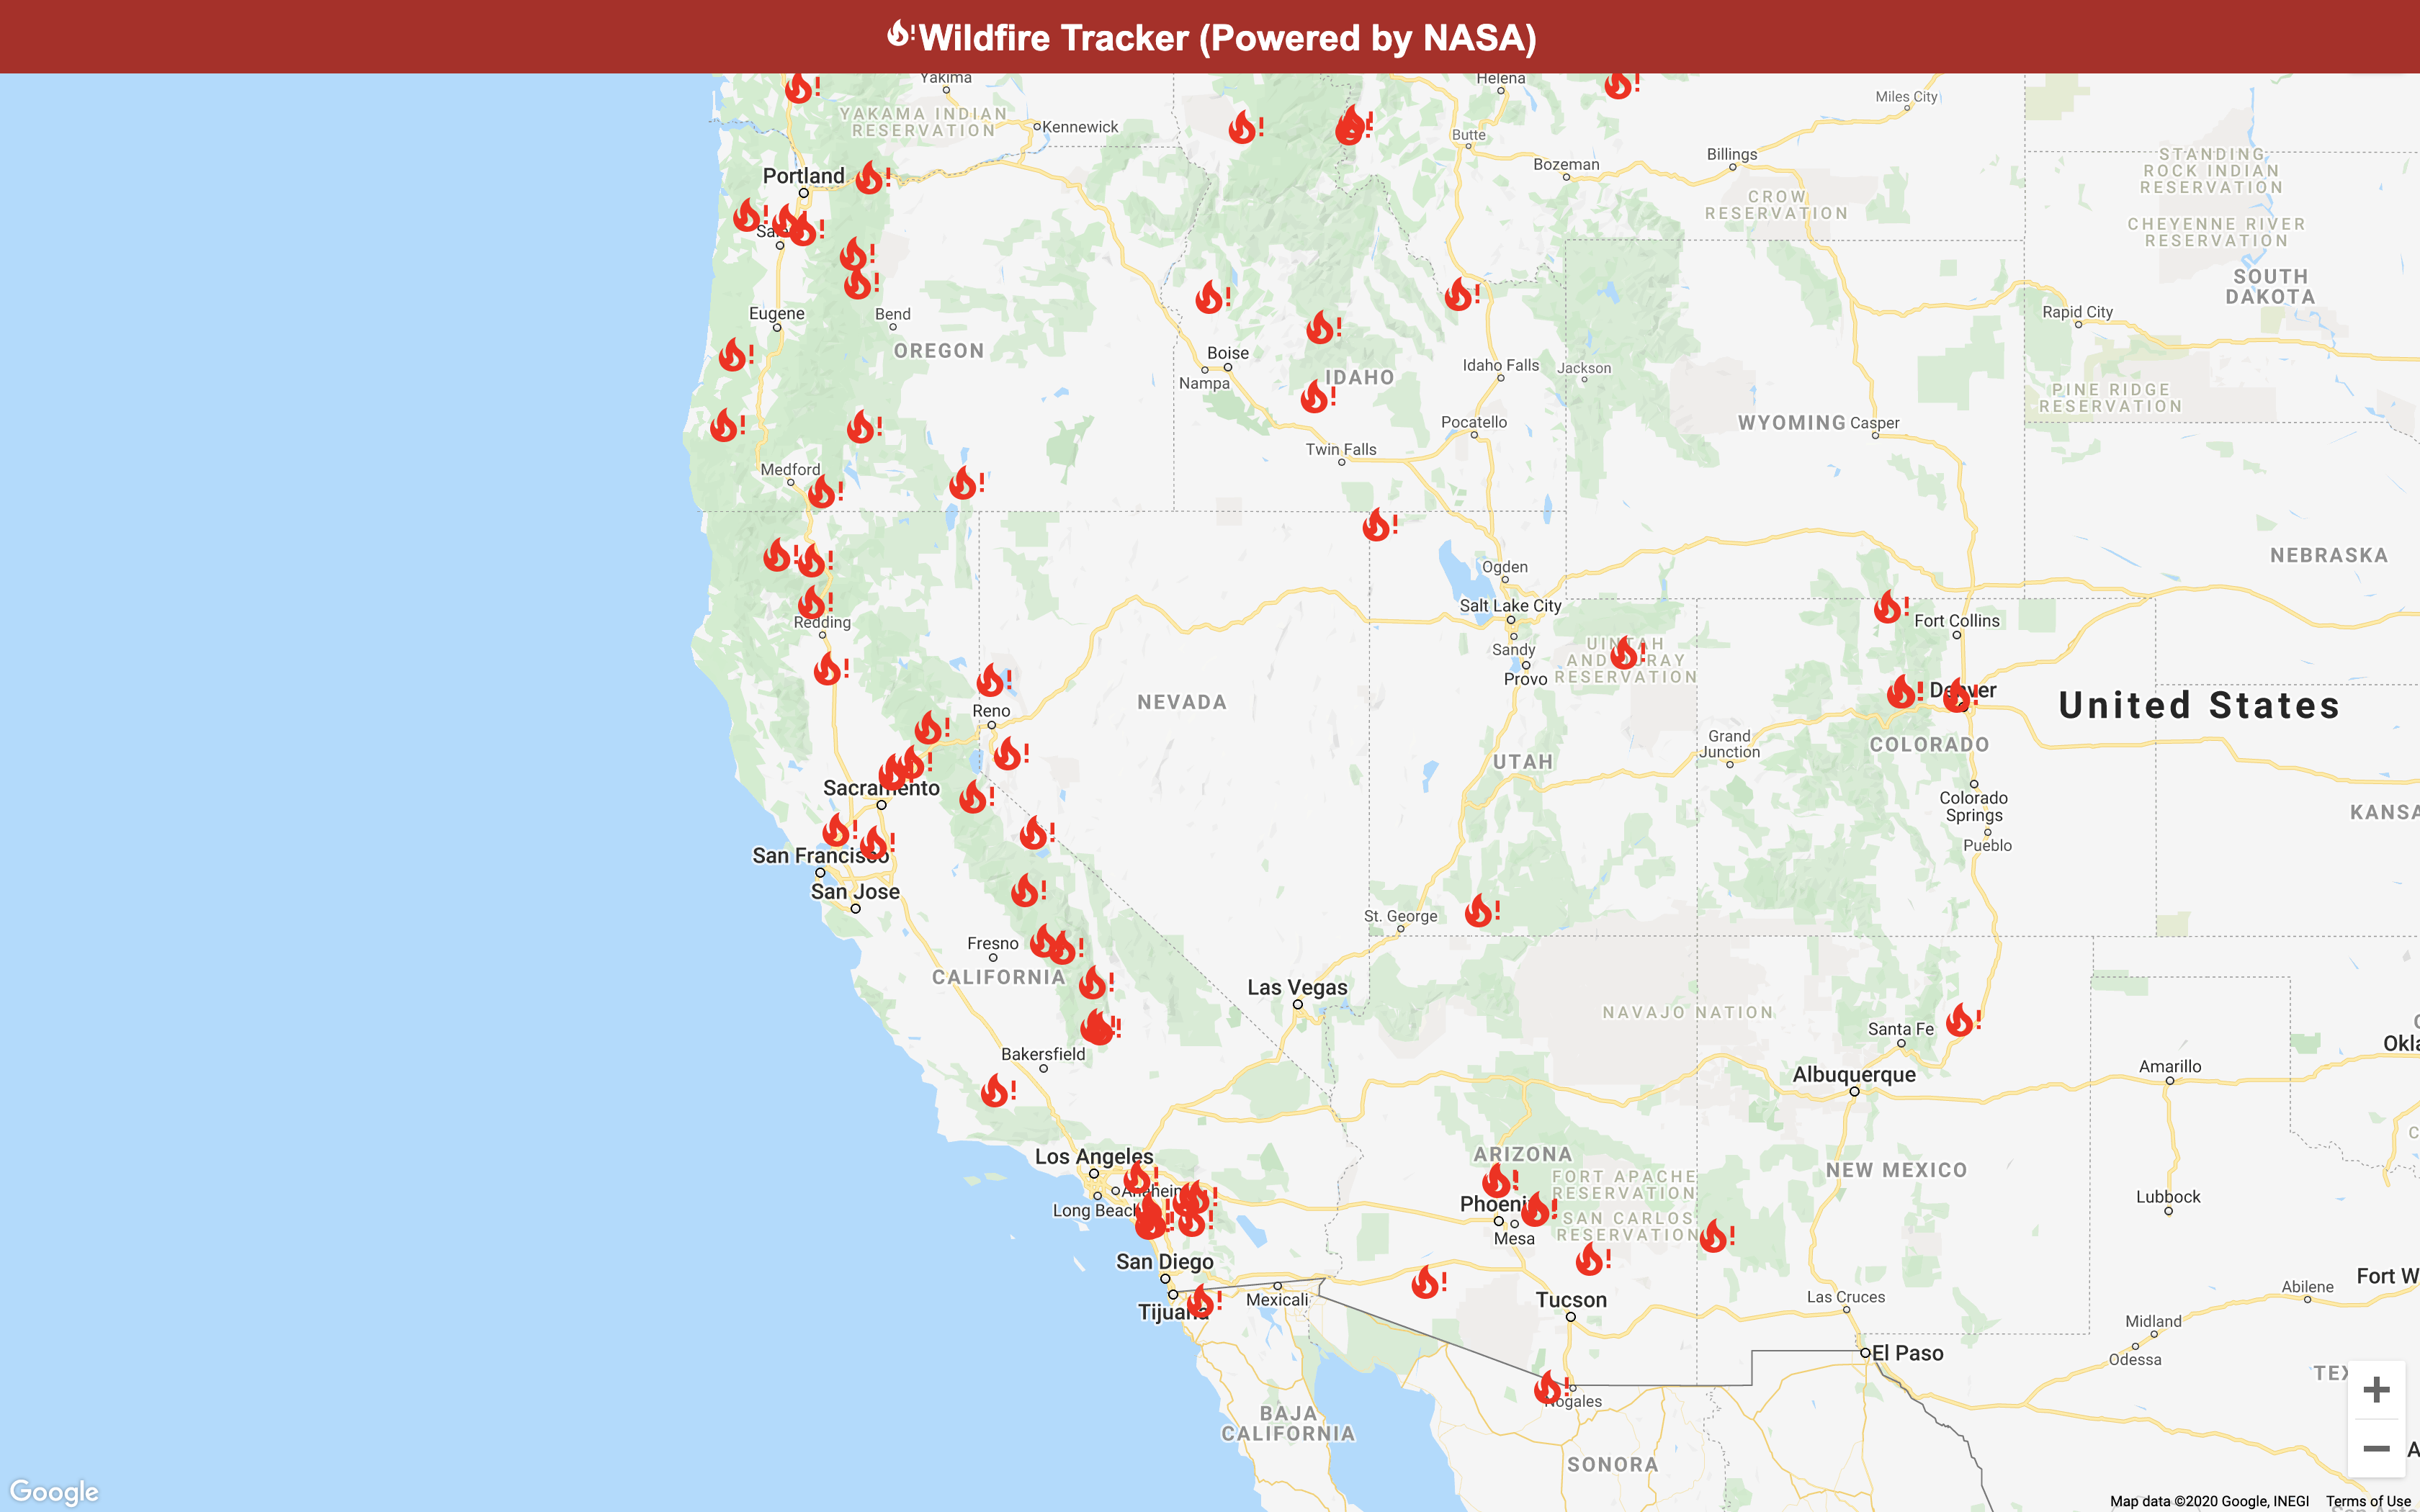 Wildfire Tracker (Powered by NASA)
Yakima
Helena
Miles City
YAKAMA INDIAN
RESERVATION
Kennewick
Butte
Billings
Bozeman
STANDING
ROCK INDIAN
RESERVATION
Portland
CROW
RESERVATION
CHEYENNE RIVER
RESERVATION
SOUTH
DAKOTA
Eugene
Bend
Rapid City
OREGON
Boise
Nampa
IDAHO
Idaho Falls
Jackson
PINE RIDGE
RESERVATION
Pocatello
WYOMING
Casper
Twin Falls
Medford
NEBRASKA
Ogden
Salt Lake City
Fort Collins
Redding
Sandy
Provo
RESERVATION
Denver
United States
Reno
NEVADA
Grand
Junction
COLORADO
UTAH
Sacramento
Colorado
Springs
KANSA
Pueblo
San Francisco
San Jose
St. George
Fresno
CALIFORNIA
Las Vegas
NAVAJO NATION
Santa Fe
Okla
Bakersfield
Albuquerque
Amarillo
Los Angeles
Anaheim
Long Beach
ARIZONA
FORT APACHE
RESERVATION
NEW MEXICO
Phoenix
Mesa
SAN CARLOS
RESERVATION
Lubbock
San Diego
Tijuana
Mexicali
Tucson
Las Cruces
Abilene
Fort W
Midland
Odessa
El Paso
TEX
Nogales
BAJA
CALIFORNIA
SONORA
Google
Map data ©2020 Google, INEGI
Terms of Use